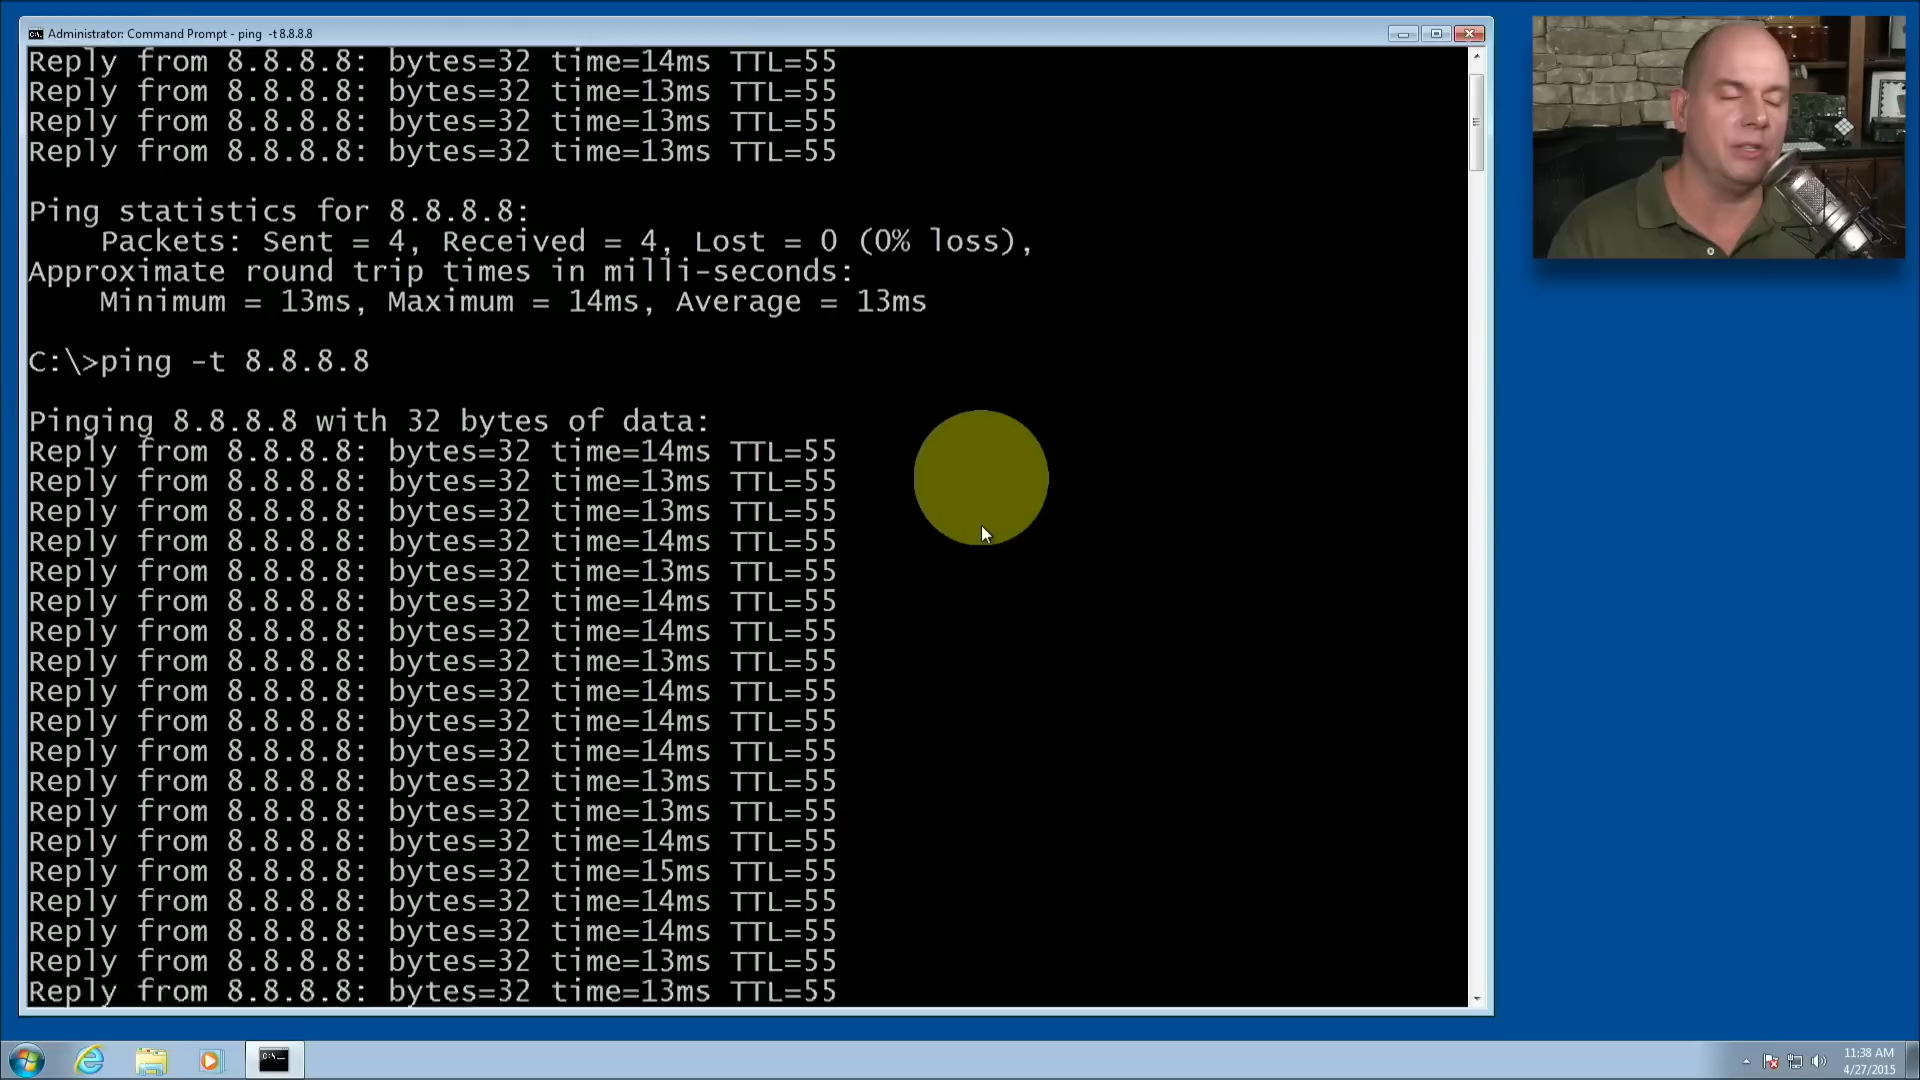 Administrator: Command Prompt - ping -t 8.8.8.8
Reply from 8.8.8.8: bytes=32 time=14ms TTL=55
Reply from 8.8.8.8: bytes=32 time=13ms TTL=55
Reply from 8.8.8.8: bytes=32 time=13ms TTL=55
Reply from 8.8.8.8: bytes=32 time=13ms TTL=55
Ping statistics for 8.8.8.8:
Packets: Sent = 4, Received = 4, Lost = 0 (0% loss),
Approximate round trip times in milli-seconds:
Minimum = 13ms, Maximum = 14ms, Average = 13ms
C:\>ping -t 8.8.8.8
Pinging 8.8.8.8 with 32 bytes of data:
Reply from 8.8.8.8: bytes=32 time=14ms TTL=55
Reply from 8.8.8.8: bytes=32 time=13ms TTL=55
Reply from 8.8.8.8: bytes=32 time=13ms TTL=55
Reply from 8.8.8.8: bytes=32 time=14ms TTL=55
Reply from 8.8.8.8: bytes=32 time=13ms TTL=55
Reply from 8.8.8.8: bytes=32 time=14ms TTL=55
Reply from 8.8.8.8: bytes=32 time=14ms TTL=55
Reply from 8.8.8.8: bytes=32 time=13ms TTL=55
Reply from 8.8.8.8: bytes=32 time=14ms TTL=55
Reply from 8.8.8.8: bytes=32 time=14ms TTL=55
Reply from 8.8.8.8: bytes=32 time=14ms TTL=55
Reply from 8.8.8.8: bytes=32 time=13ms TTL=55
Reply from 8.8.8.8: bytes=32 time=13ms TTL=55
Reply from 8.8.8.8: bytes=32 time=14ms TTL=55
Reply from 8.8.8.8: bytes=32 time=15ms TTL=55
Reply from 8.8.8.8: bytes=32 time=14ms TTL=55
Reply from 8.8.8.8: bytes=32 time=14ms TTL=55
Reply from 8.8.8.8: bytes=32 time=13ms TTL=55
Reply from 8.8.8.8: bytes=32 time=13ms TTL=55
11:38 AM
4/27/2015